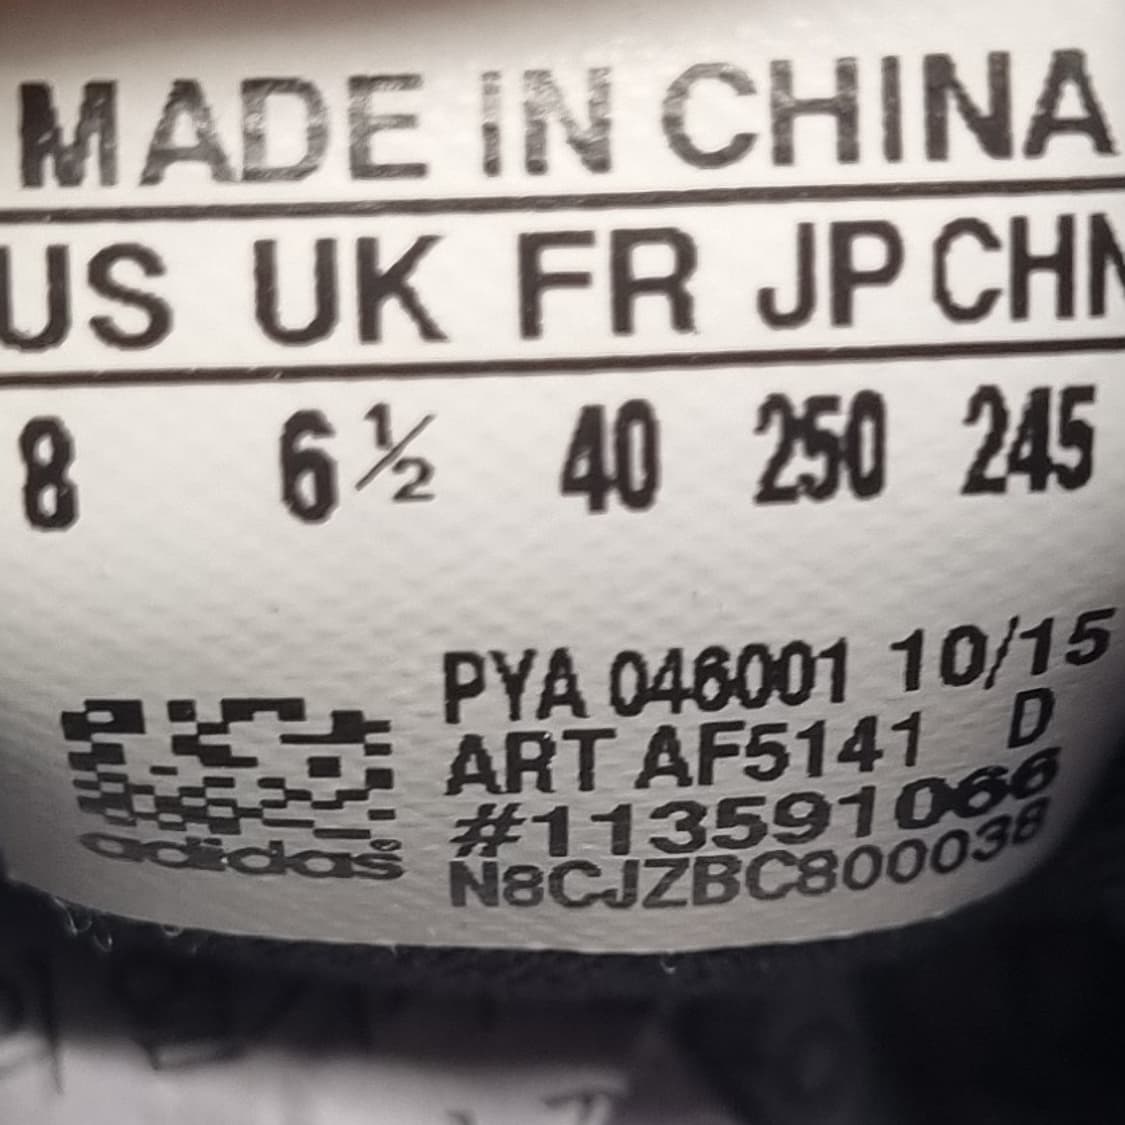 MADE IN CHINA
US UK FR JP CHN
8 6½ 40 250 245
PYA 046001 10/15
ART AF5141 D
#113591066
N8CJZBC800038
adidas